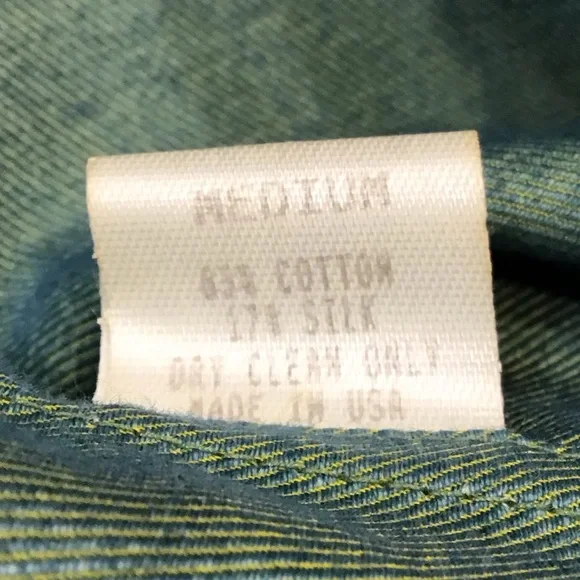 MEDIUM
83% COTTON
17% SILK
DRY CLEAN ONLY
MADE IN USA